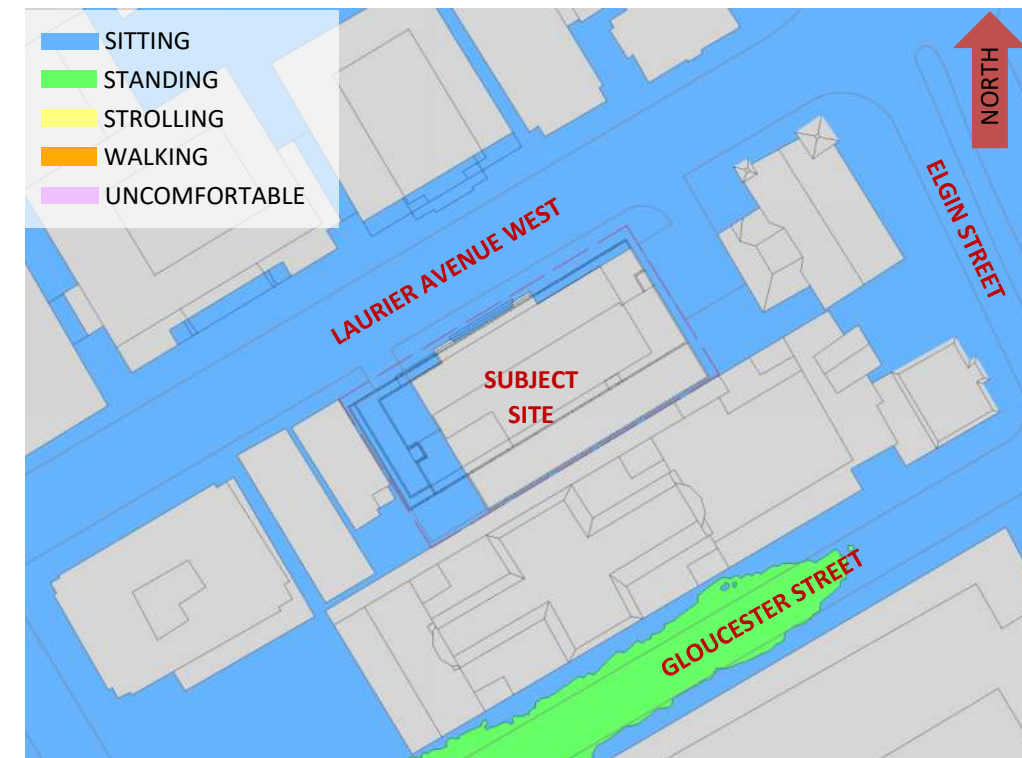 SITTING
STANDING
STROLLING
WALKING
UNCOMFORTABLE
NORTH
ELGIN STREET
LAURIER AVENUE WEST
SUBJECT
SITE
GLOUCESTER STREET